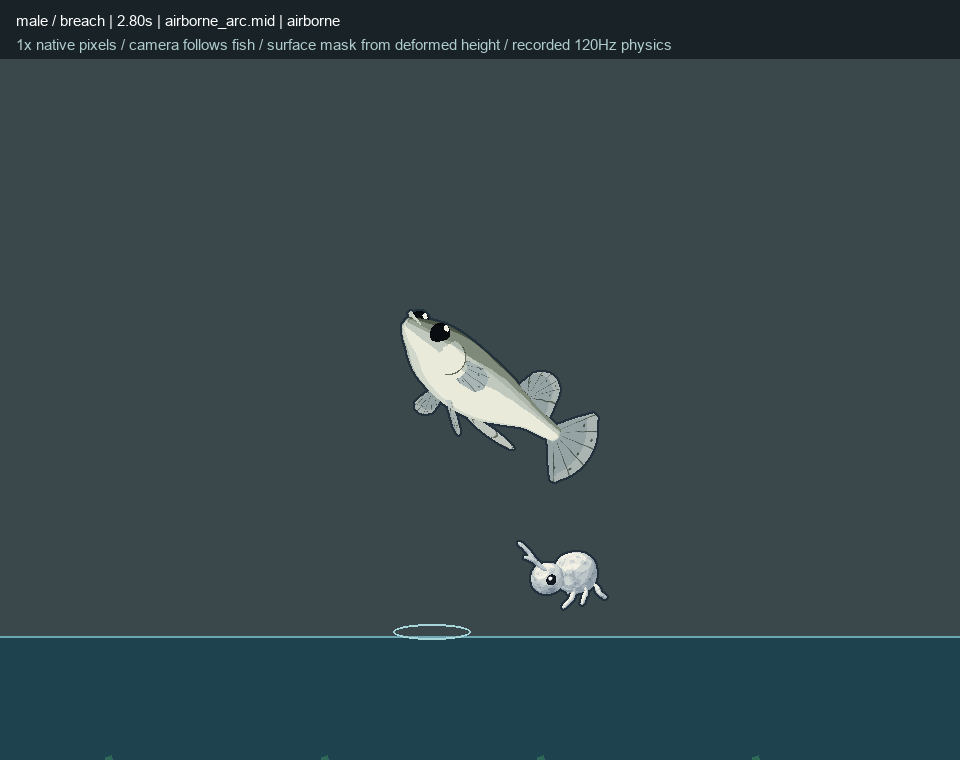 male / breach | 2.80s | airborne_arc.mid | airborne
1x native pixels / camera follows fish / surface mask from deformed height / recorded 120Hz physics